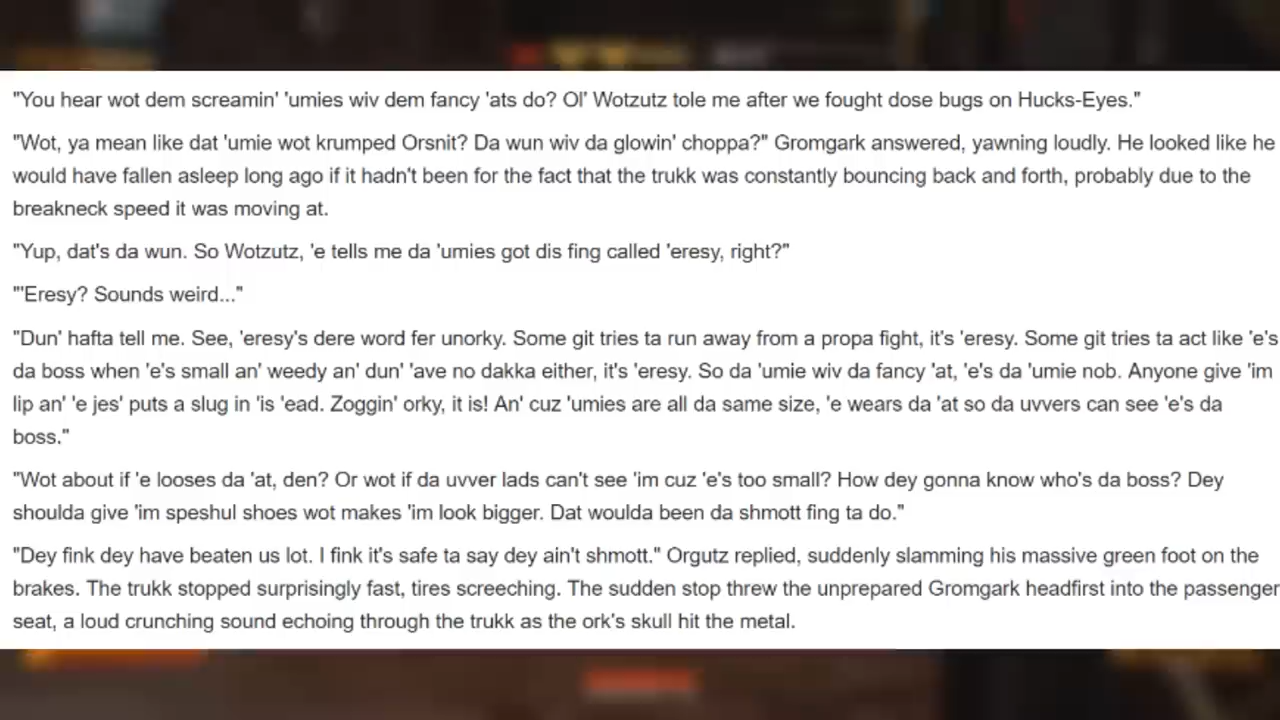 "You hear wot dem screamin' 'umies wiv dem fancy 'ats do? Ol' Wotzutz tole me after we fought dose bugs on Hucks-Eyes."
"Wot, ya mean like dat 'umie wot krumped Orsnit? Da wun wiv da glowin' choppa?" Gromgark answered, yawning loudly. He looked like he
would have fallen asleep long ago if it hadn't been for the fact that the trukk was constantly bouncing back and forth, probably due to the
breakneck speed it was moving at.
"Yup, dat's da wun. So Wotzutz, 'e tells me da 'umies got dis fing called 'eresy, right?"
"'Eresy? Sounds weird..."
"Dun' hafta tell me. See, 'eresy's dere word fer unorky. Some git tries ta run away from a propa fight, it's 'eresy. Some git tries ta act like 'e's
da boss when 'e's small an' weedy an' dun' 'ave no dakka either, it's 'eresy. So da 'umie wiv da fancy 'at, 'e's da 'umie nob. Anyone give 'im
lip an' 'e jes' puts a slug in 'is 'ead. Zoggin' orky, it is! An' cuz 'umies are all da same size, 'e wears da 'at so da uvvers can see 'e's da
boss."
"Wot about if 'e looses da 'at, den? Or wot if da uvver lads can't see 'im cuz 'e's too small? How dey gonna know who's da boss? Dey
shoulda give 'im speshul shoes wot makes 'im look bigger. Dat woulda been da shmott fing ta do."
"Dey fink dey have beaten us lot. I fink it's safe ta say dey ain't shmott." Orgutz replied, suddenly slamming his massive green foot on the
brakes. The trukk stopped surprisingly fast, tires screeching. The sudden stop threw the unprepared Gromgark headfirst into the passenger
seat, a loud crunching sound echoing through the trukk as the ork's skull hit the metal.